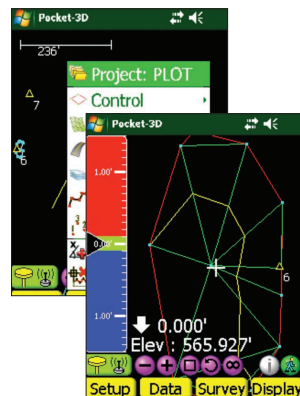 Pocket-3D
236'
7
6
Project: PLOT
Control
Pocket-3D
1.00'
0.00'
1.00'
6
0.000'
Elev : 565.927'
Setup
Data
Survey
Display